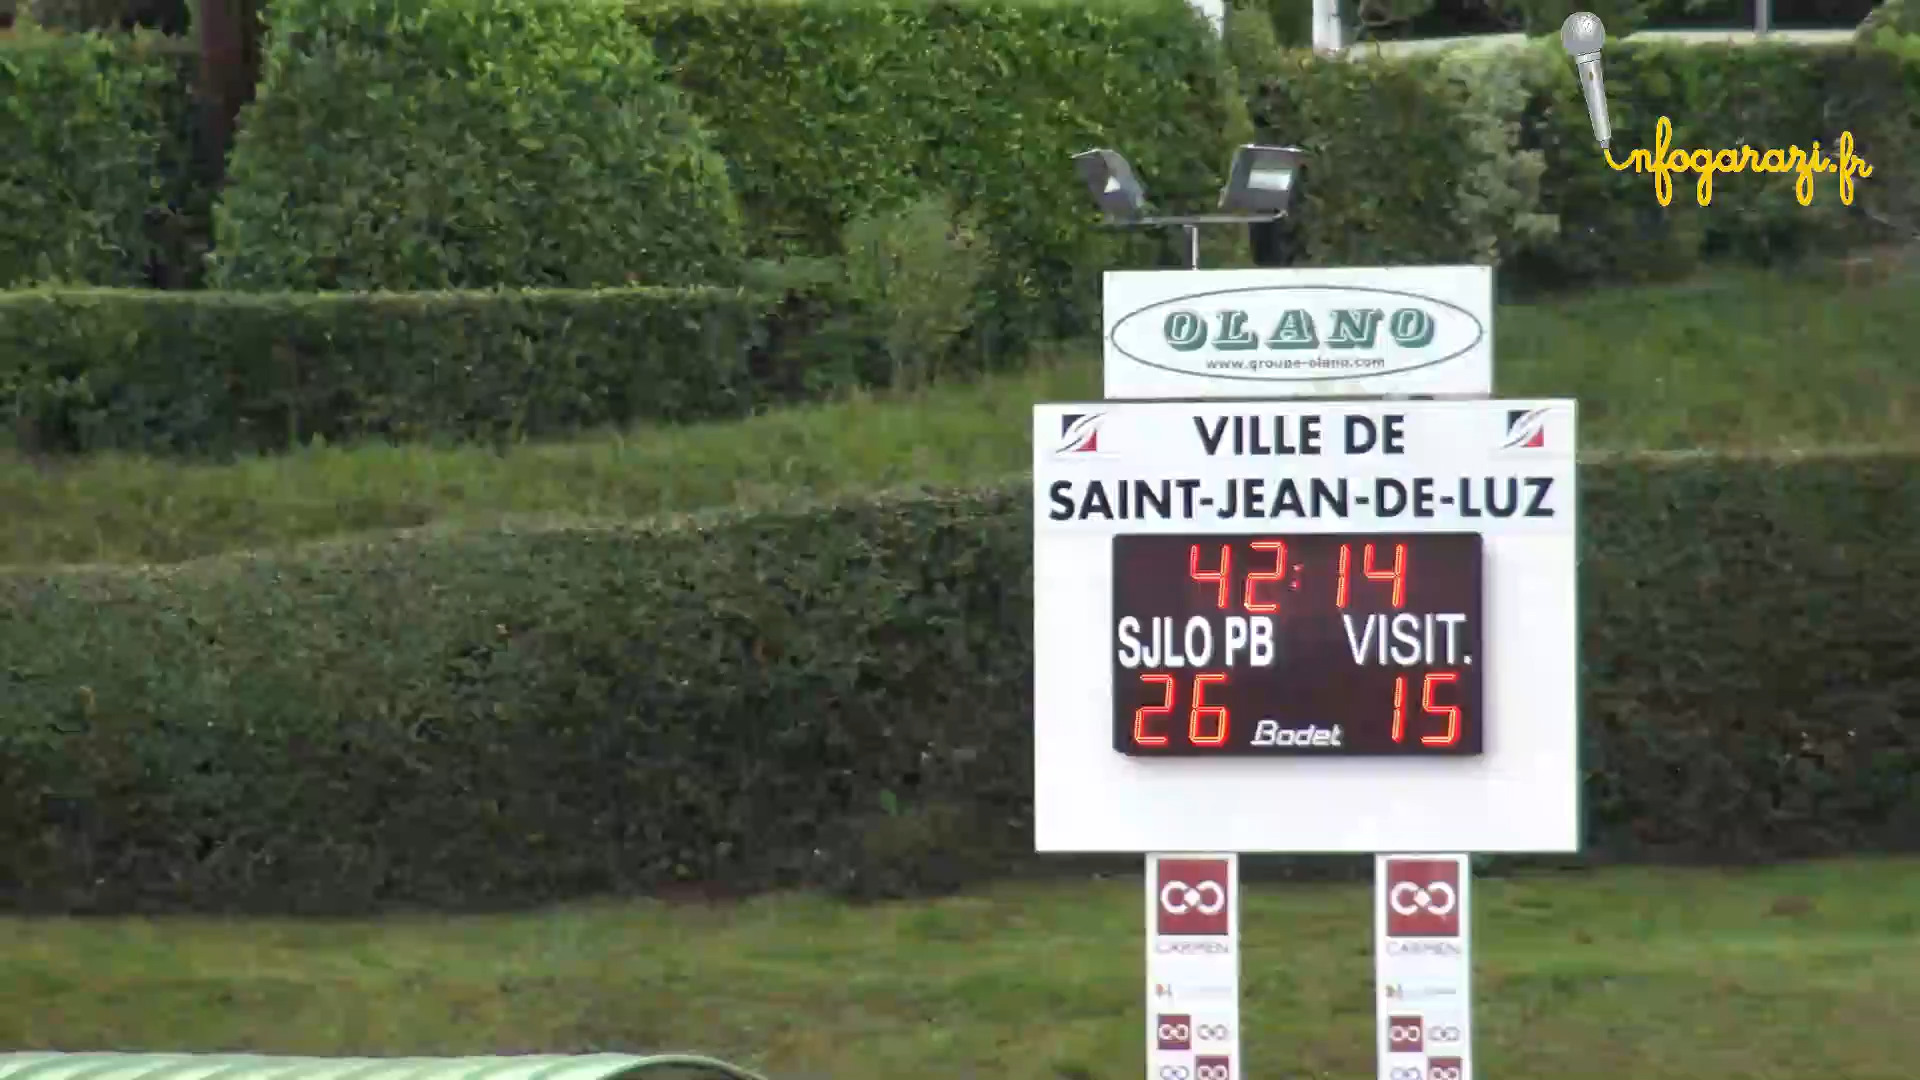 infogarazi.fr
OLANO
www.groupe-olano.com
VILLE DE
SAINT-JEAN-DE-LUZ
42:14
SJLO PB VISIT.
26 Bodet 15
CARMEN CARMEN